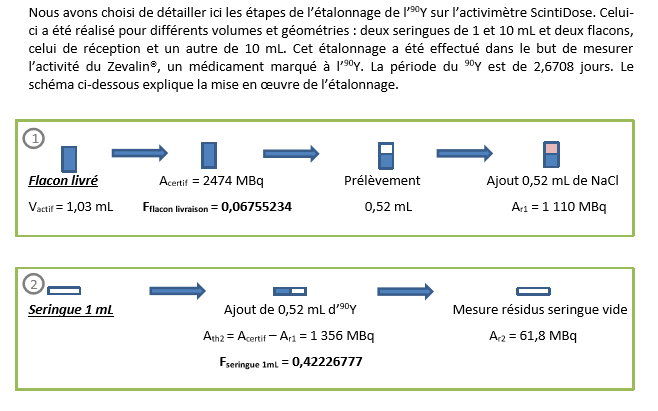 Nous avons choisi de détailler ici les étapes de l'étalonnage de l'⁹⁰Y sur l'activimètre ScintiDose. Celui-
ci a été réalisé pour différents volumes et géométries : deux seringues de 1 et 10 mL et deux flacons,
celui de réception et un autre de 10 mL. Cet étalonnage a été effectué dans le but de mesurer
l'activité du Zevalin®, un médicament marqué à l'⁹⁰Y. La période du ⁹⁰Y est de 2,6708 jours. Le
schéma ci-dessous explique la mise en œuvre de l'étalonnage.
1
Flacon livré Acertif = 2474 MBq Prélèvement Ajout 0,52 mL de NaCl
Vactif = 1,03 mL Fflacon livraison = 0,06755234 0,52 mL Ar1 = 1 110 MBq
2
Seringue 1 mL Ajout de 0,52 mL d'⁹⁰Y Mesure résidus seringue vide
Ath2 = Acertif – Ar1 = 1 356 MBq Ar2 = 61,8 MBq
Fseringue 1mL = 0,42226777